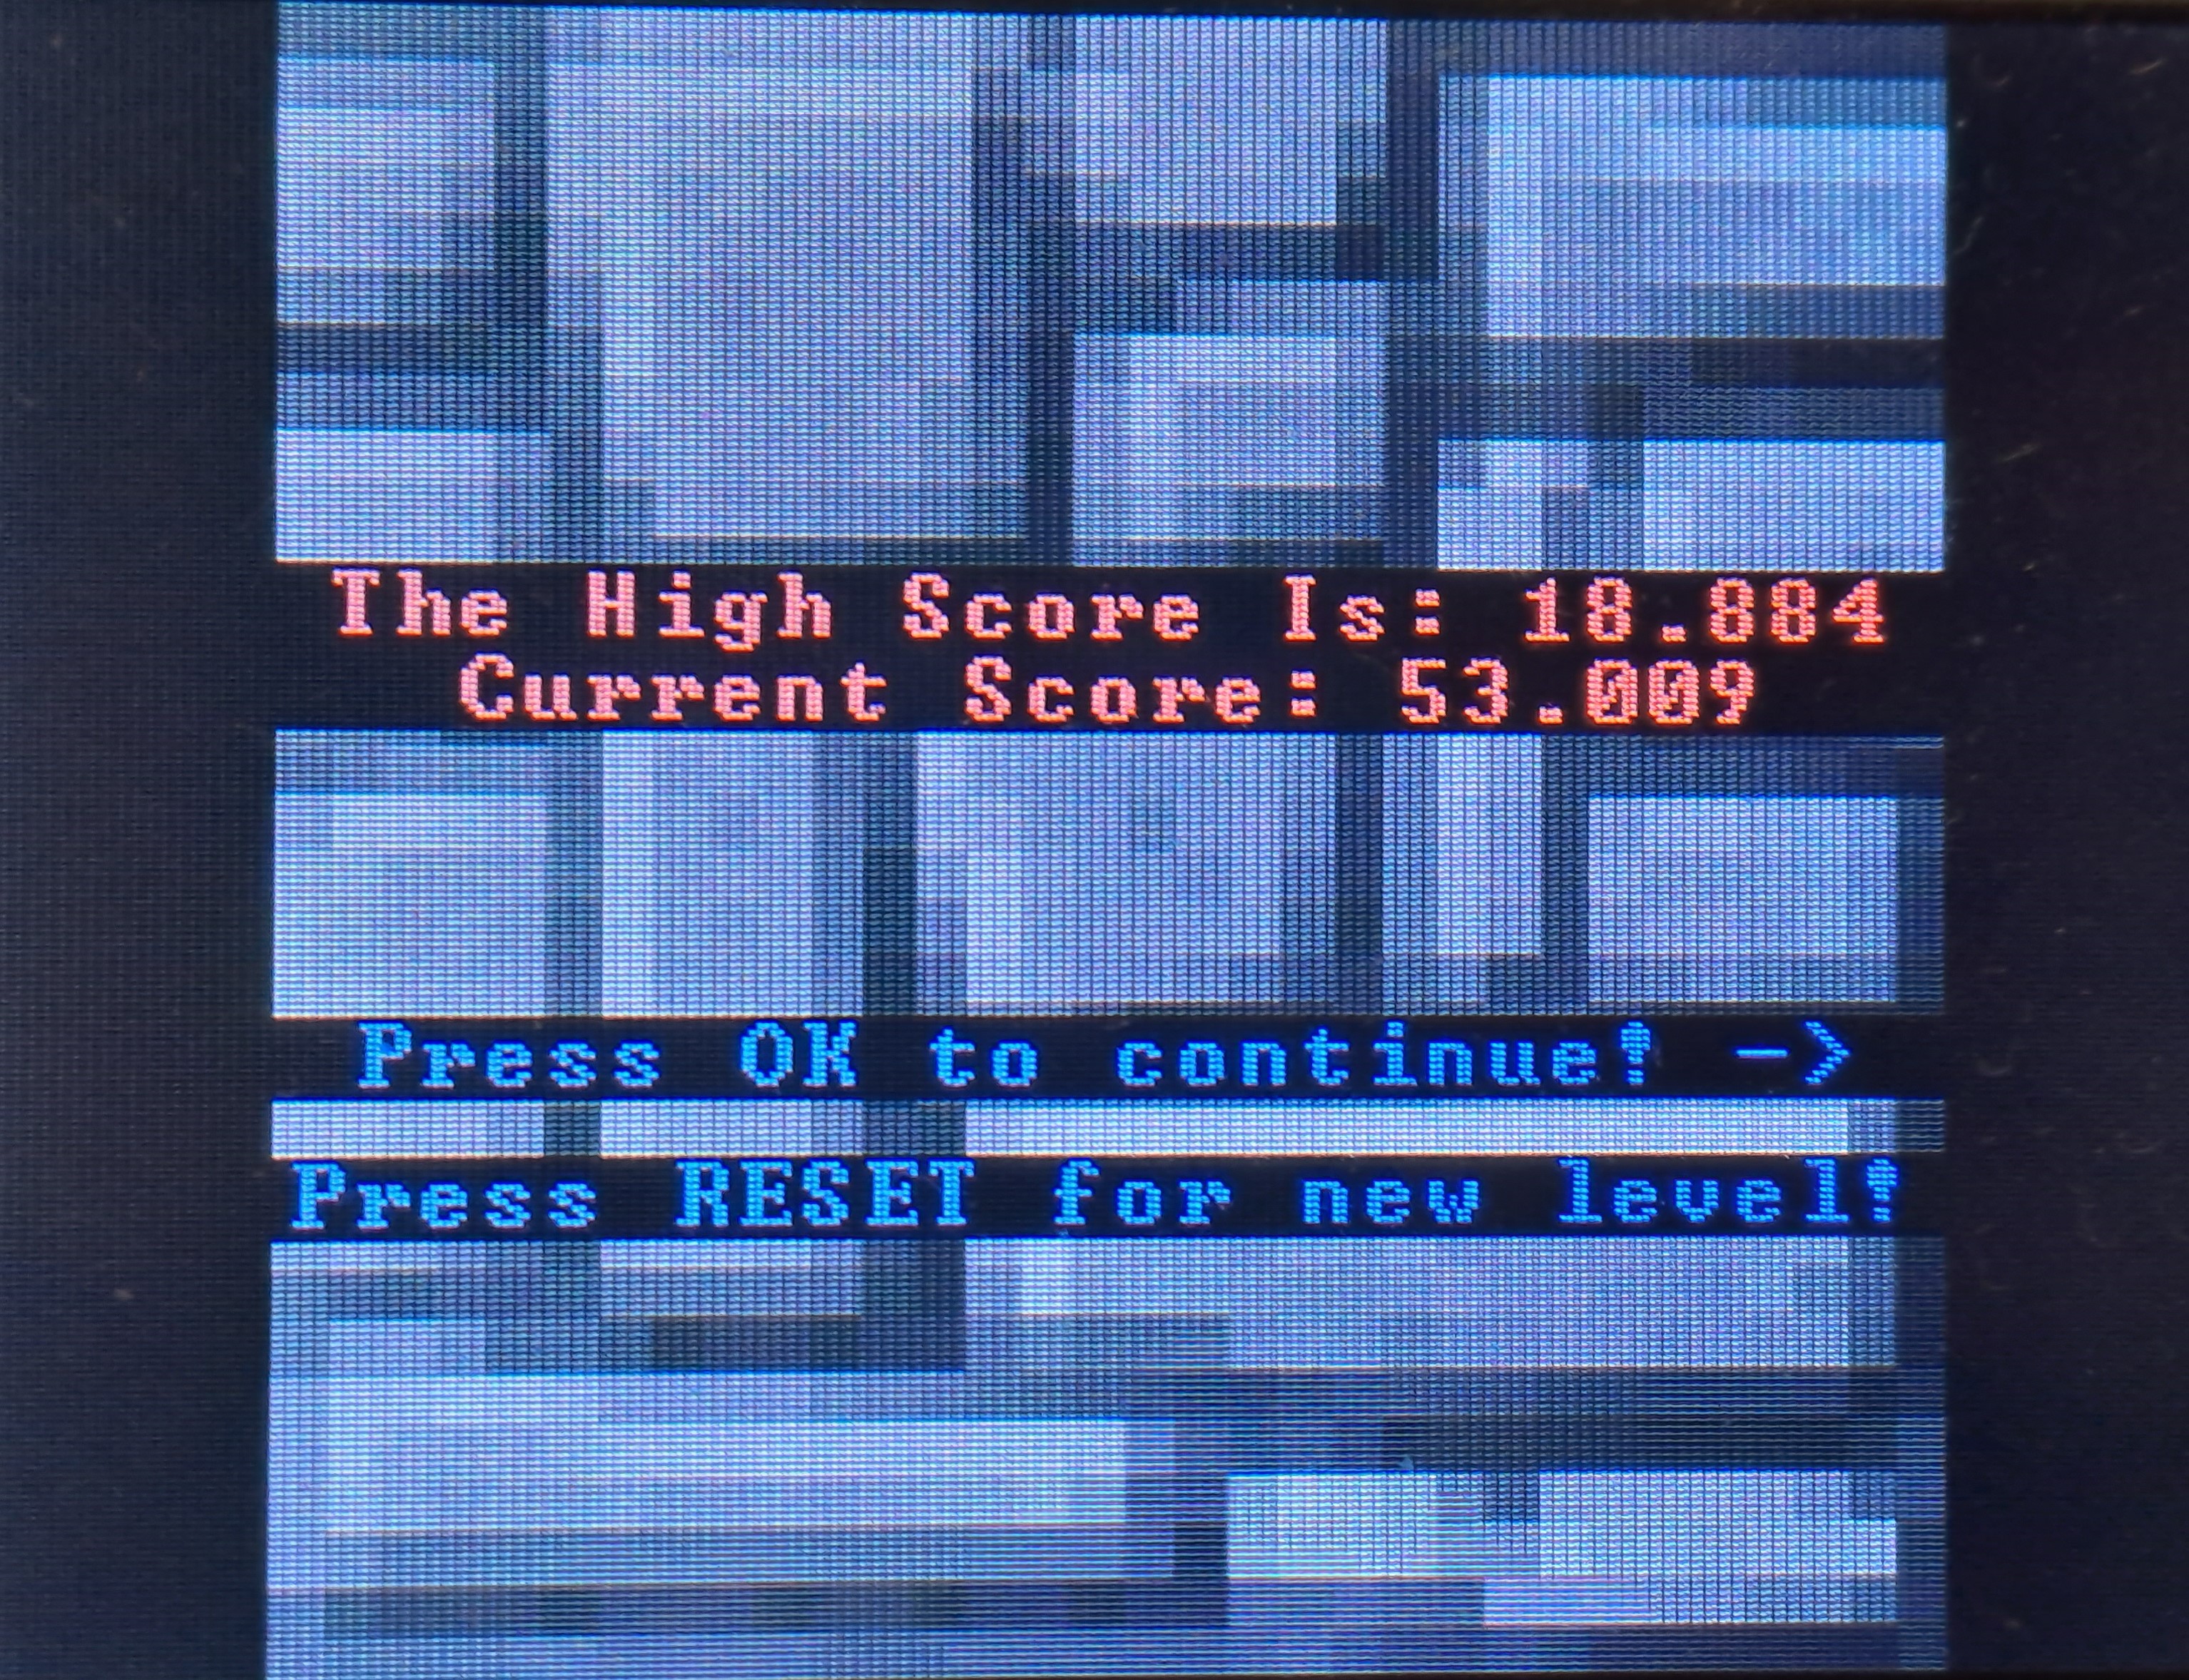 The High Score Is: 18.884
Current Score: 53.009
Press OK to continue! ->
Press RESET for new level!